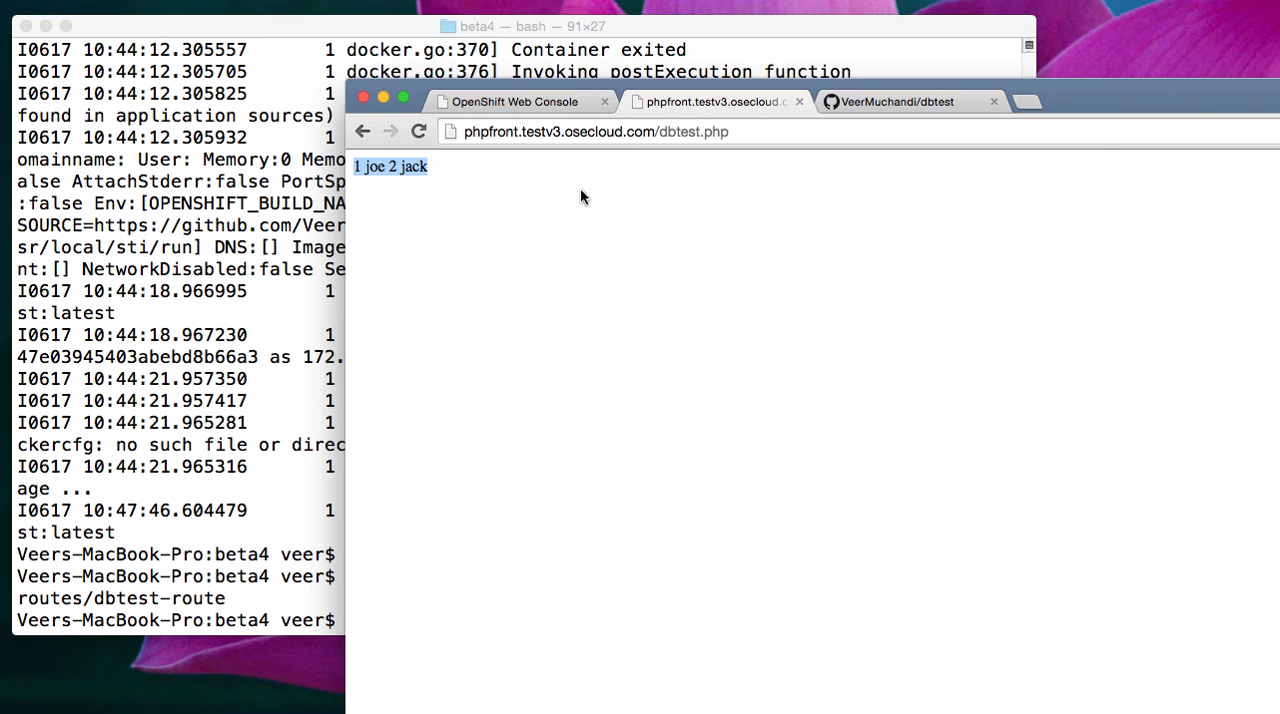 beta4 — bash — 91×27
I0617 10:44:12.305557 1 docker.go:370] Container exited
I0617 10:44:12.305705 1 docker.go:376] Invoking postExecution function
I0617 10:44:12.305825 1
found in application sources)
I0617 10:44:12.305932 1
omainname: User: Memory:0 Memo
alse AttachStderr:false PortSp
:false Env:[OPENSHIFT_BUILD_NA
SOURCE=https://github.com/Veer
sr/local/sti/run] DNS:[] Image
nt:[] NetworkDisabled:false Se
I0617 10:44:18.966995 1
st:latest
I0617 10:44:18.967230 1
47e03945403abebd8b66a3 as 172.
I0617 10:44:21.957350 1
I0617 10:44:21.957417 1
I0617 10:44:21.965281 1
ckercfg: no such file or direc
I0617 10:44:21.965316 1
age ...
I0617 10:47:46.604479 1
st:latest
Veers-MacBook-Pro:beta4 veer$
Veers-MacBook-Pro:beta4 veer$
routes/dbtest-route
Veers-MacBook-Pro:beta4 veer$
OpenShift Web Console
phpfront.testv3.osecloud.c
VeerMuchandi/dbtest
phpfront.testv3.osecloud.com/dbtest.php
1 joe 2 jack